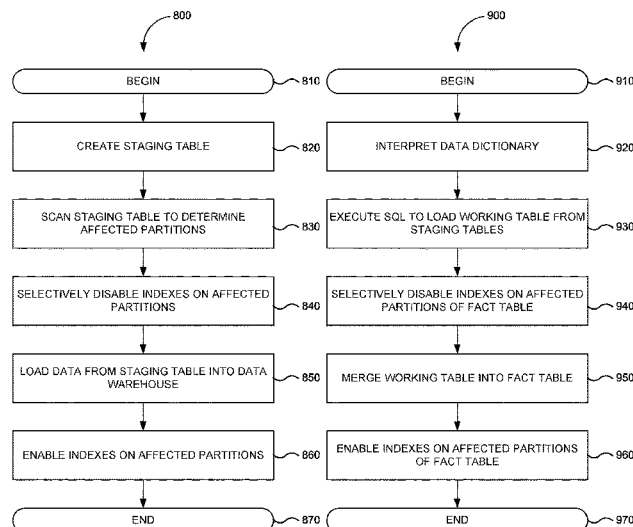 800
BEGIN
810
CREATE STAGING TABLE
820
SCAN STAGING TABLE TO DETERMINE
AFFECTED PARTITIONS
830
SELECTIVELY DISABLE INDEXES ON AFFECTED
PARTITIONS
840
LOAD DATA FROM STAGING TABLE INTO DATA
WAREHOUSE
850
ENABLE INDEXES ON AFFECTED PARTITIONS
860
END
870
900
BEGIN
910
INTERPRET DATA DICTIONARY
920
EXECUTE SQL TO LOAD WORKING TABLE FROM
STAGING TABLES
930
SELECTIVELY DISABLE INDEXES ON AFFECTED
PARTITIONS OF FACT TABLE
940
MERGE WORKING TABLE INTO FACT TABLE
950
ENABLE INDEXES ON AFFECTED PARTITIONS
OF FACT TABLE
960
END
970